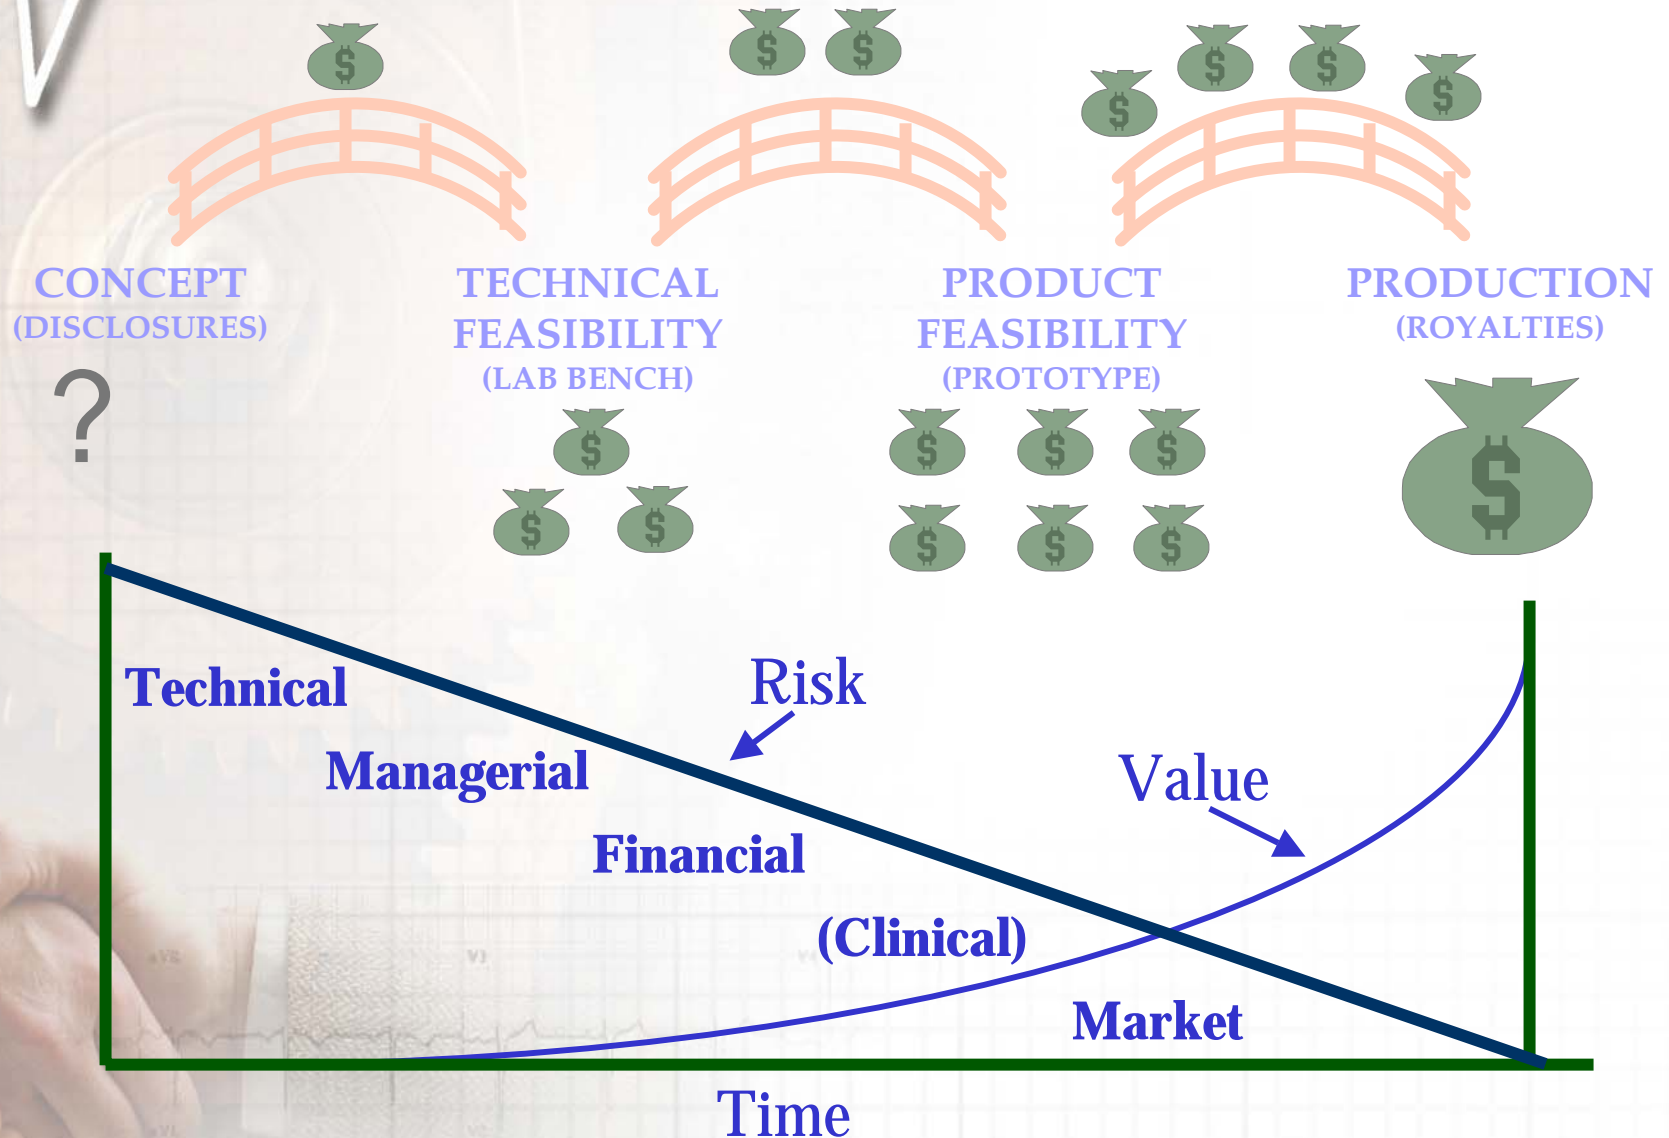 $
$ $
$ $ $ $
CONCEPT
(DISCLOSURES)
TECHNICAL
FEASIBILITY
(LAB BENCH)
PRODUCT
FEASIBILITY
(PROTOTYPE)
PRODUCTION
(ROYALTIES)
?
$
$ $
$ $ $
$ $ $
$
Technical
Risk
Managerial
Value
Financial
(Clinical)
Market
Time
V1